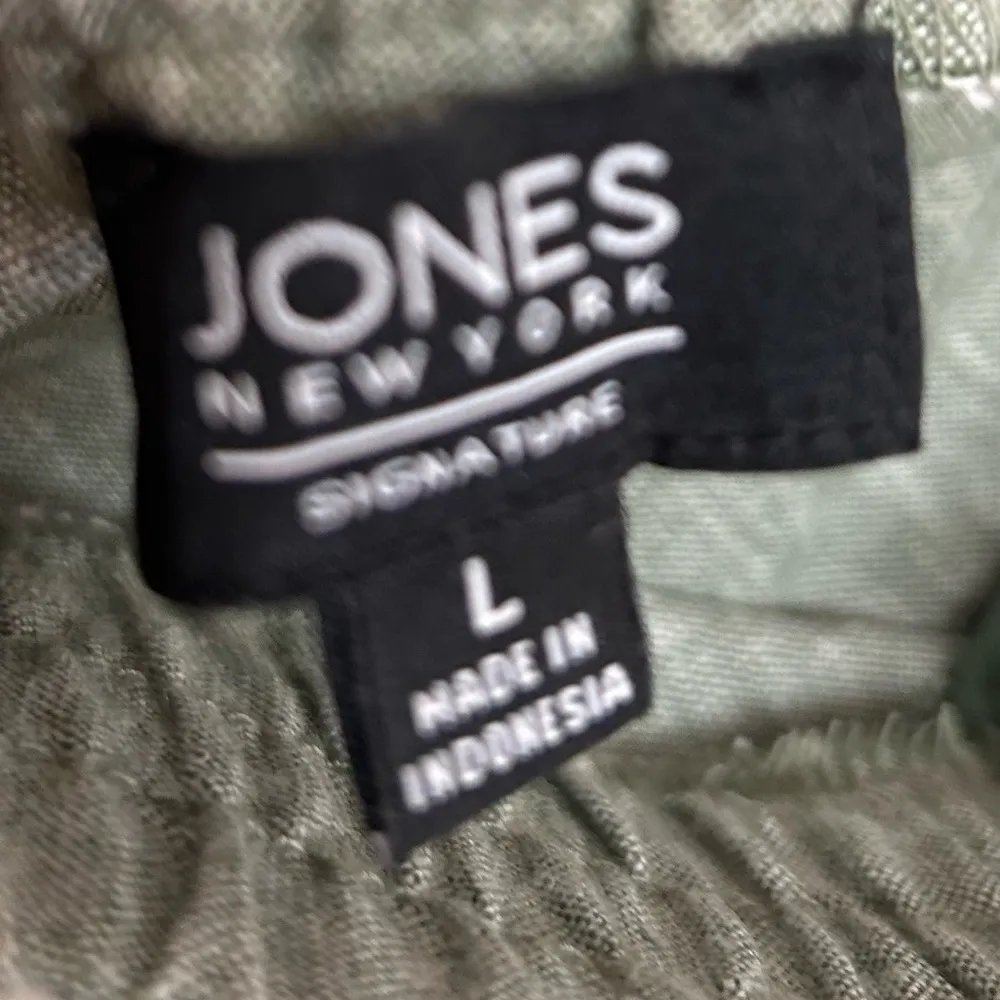 JONES
NEW YORK
SIGNATURE
L
MADE IN
INDONESIA